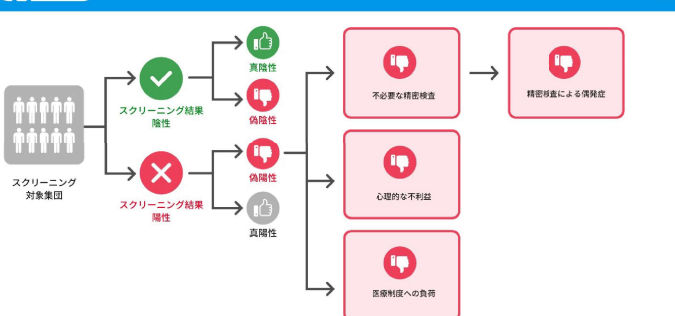 スクリーニング
対象集団
スクリーニング結果
陰性
スクリーニング結果
陽性
真陰性
偽陰性
偽陽性
真陽性
不必要な精密検査
精密検査による偶発症
心理的な不利益
医療制度への負荷